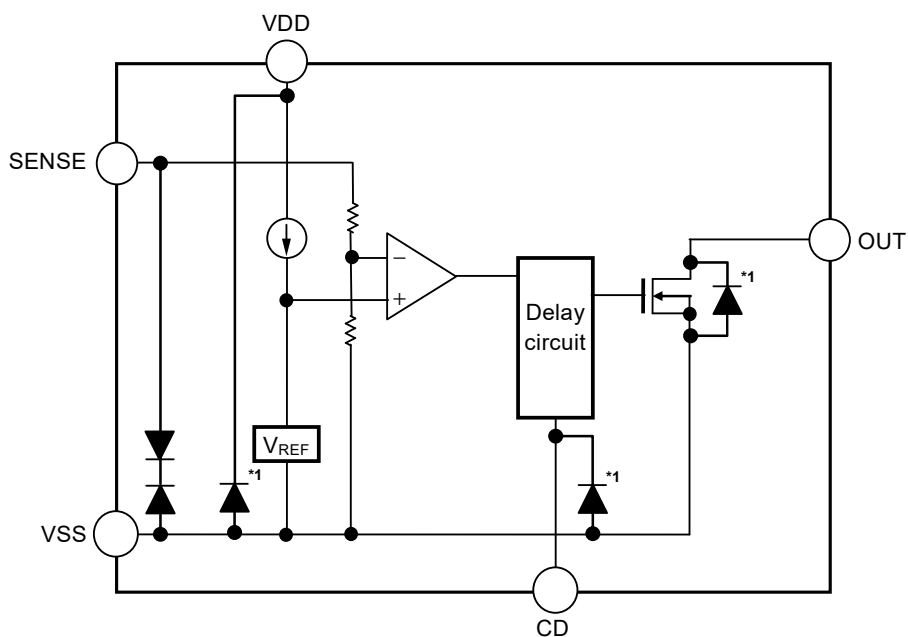 VDD
SENSE
OUT
−
+
*1
Delay
circuit
VREF
*1
*1
VSS
CD